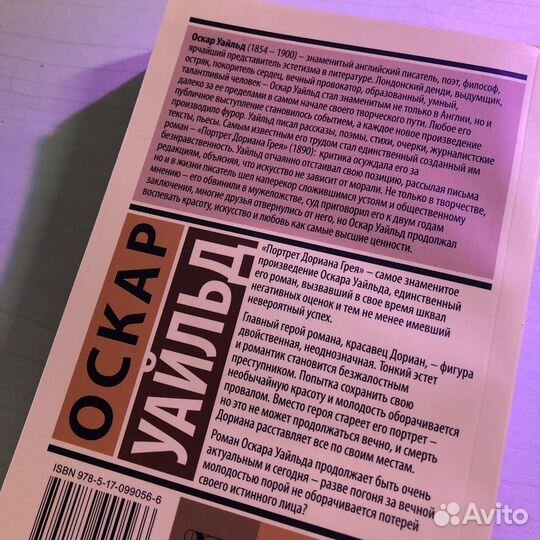 Оскар Уайльд (1854 – 1900) – знаменитый английский писатель, поэт, философ,
ярчайший представитель эстетизма в литературе. Лондонский денди, выдумщик,
остряк, покоритель сердец, вечный провокатор, образованный, умный,
талантливый человек – Оскар Уайльд стал знаменитым не только в Англии, но и
далеко за ее пределами в самом начале своего творческого пути. Любое его
публичное выступление становилось событием, а каждое новое произведение
производило фурор. Уайльд писал рассказы, поэмы, стихи, очерки, журналистские
тексты, пьесы. Самым известным его трудом стал единственный созданный им
роман – «Портрет Дориана Грея» (1890): критика осуждала его за
безнравственность. Уайльд отчаянно отстаивал свою позицию, рассылая письма
редакциям, объясняя, что искусство не зависит от морали. Не только в творчестве,
но и в жизни писатель шел наперекор сложившимся устоям и общественному
мнению – его обвинили в мужеложстве, суд приговорил его к двум годам
заключения, многие друзья отвернулись от него, но Оскар Уайльд продолжал
воспевать красоту, искусство и любовь как самые высшие ценности.
ОСКАР
УАЙЛЬД
«Портрет Дориана Грея» – самое знаменитое
произведение Оскара Уайльда, единственный
его роман, вызвавший в свое время шквал
негативных оценок и тем не менее имевший
невероятный успех.
Главный герой романа, красавец Дориан, – фигура
двойственная, неоднозначная. Тонкий эстет
и романтик становится безжалостным
преступником. Попытка сохранить свою
необычайную красоту и молодость оборачивается
провалом. Вместо героя стареет его портрет –
но это не может продолжаться вечно, и смерть
Дориана расставляет все по своим местам.
Роман Оскара Уайльда продолжает быть очень
актуальным и сегодня – разве погоня за вечной
молодостью порой не оборачивается потерей
своего истинного лица?
ISBN 978-5-17-099056-6
Avito